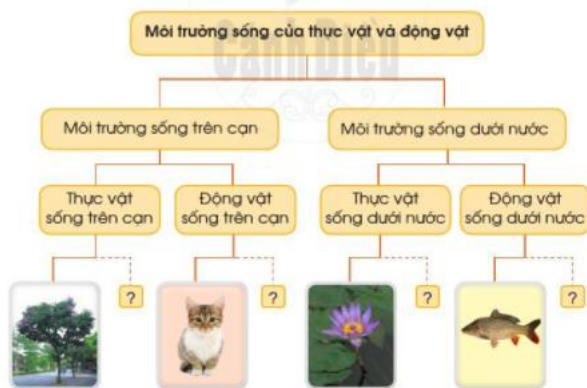 Môi trường sống của thực vật và động vật
Cánh Diều
Môi trường sống trên cạn
Môi trường sống dưới nước
Thực vật
sống trên cạn
Động vật
sống trên cạn
Thực vật
sống dưới nước
Động vật
sống dưới nước
?
?
?
?